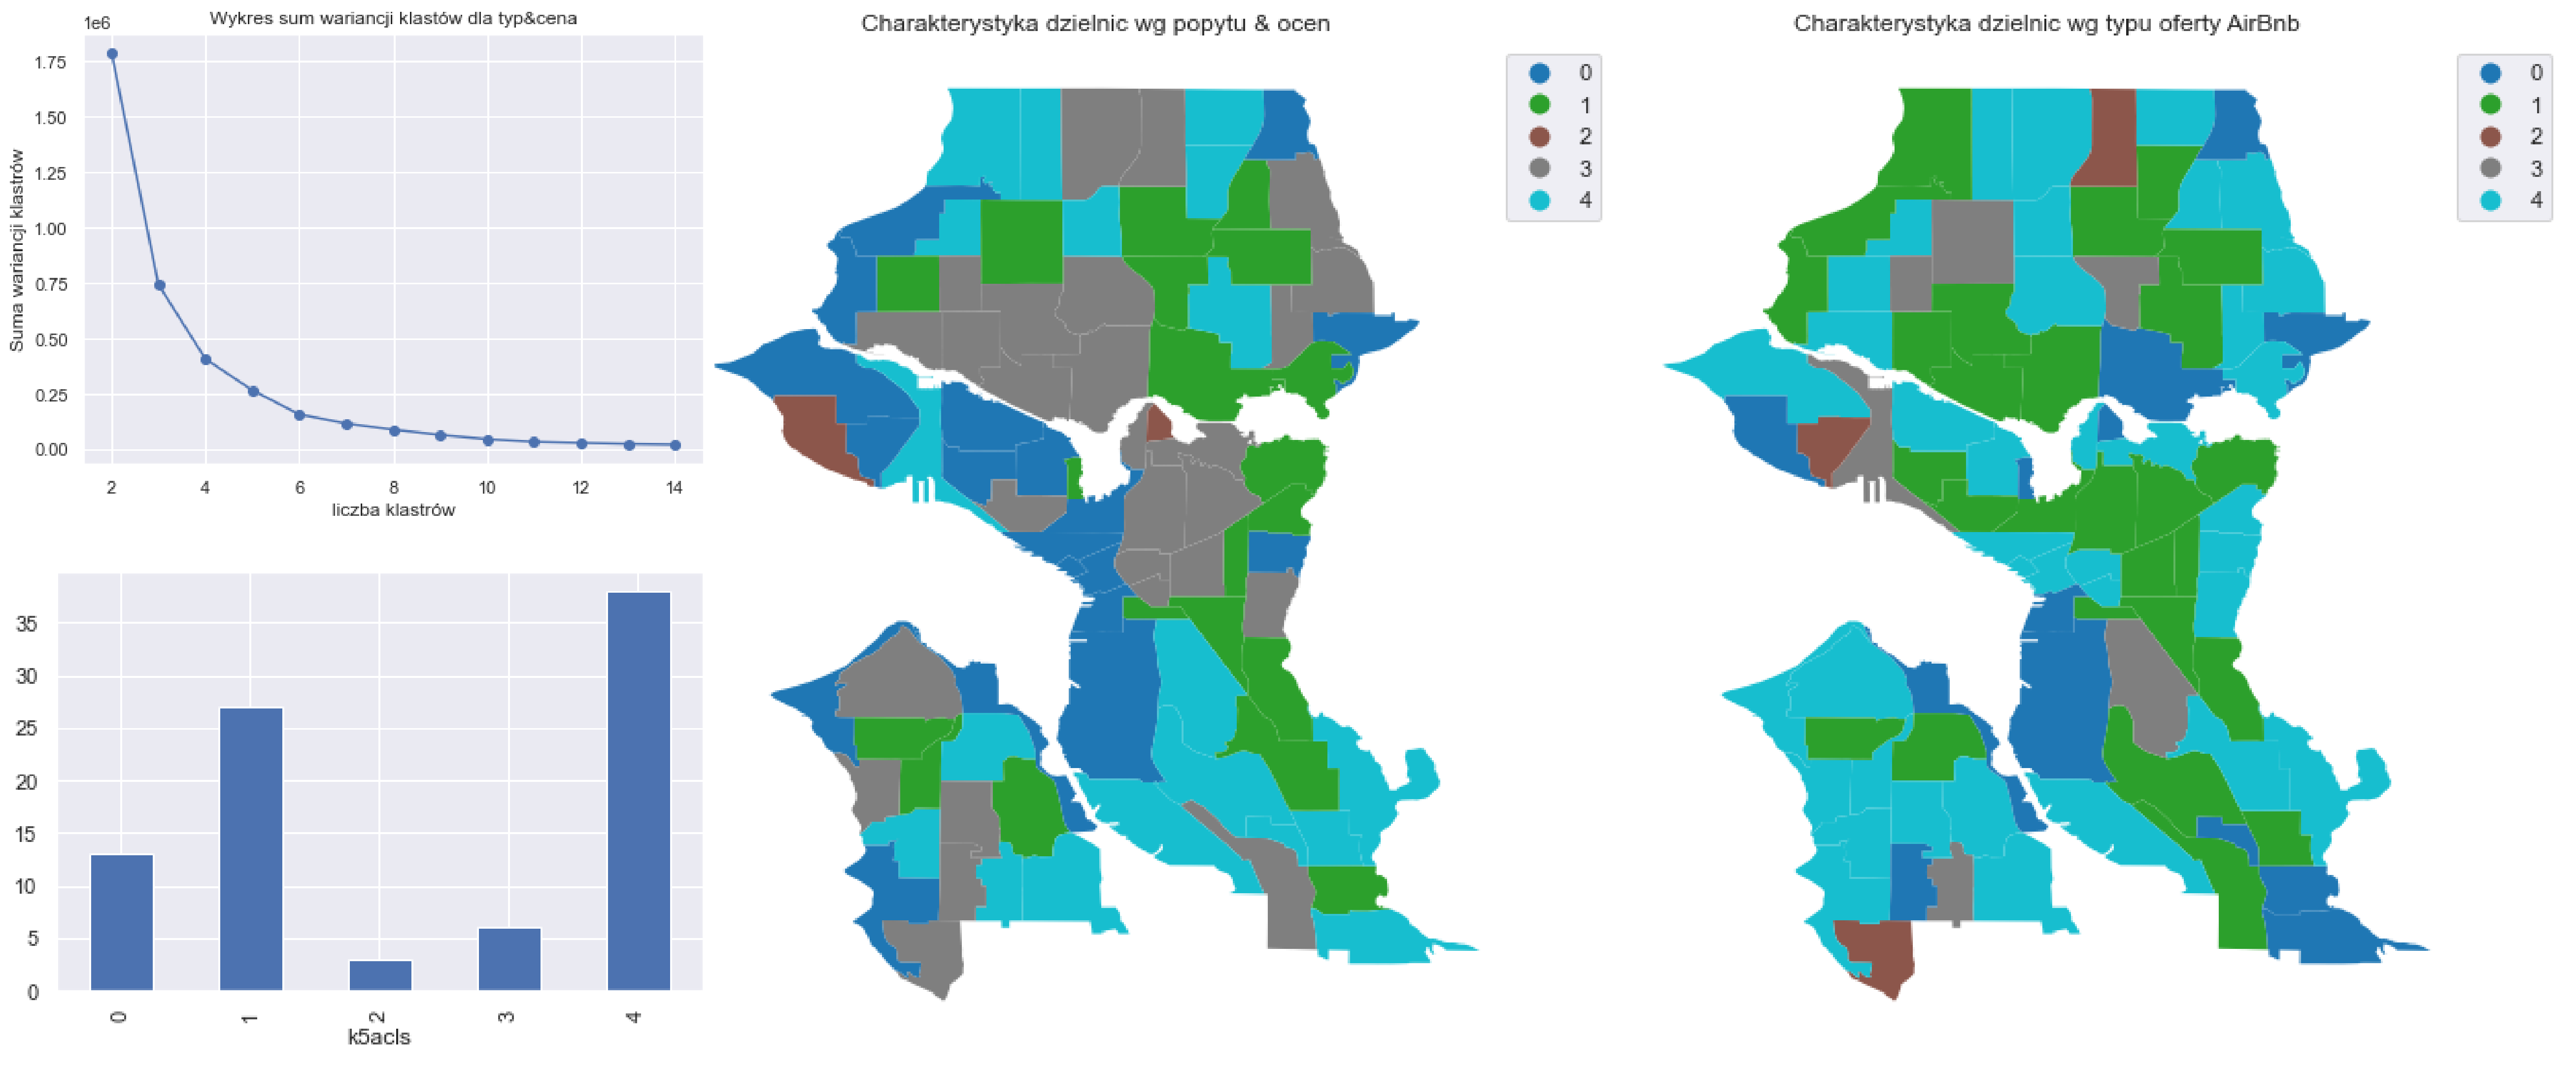 Wykres sum wariancji klastów dla typ&cena
1e6
1.75
1.50
1.25
1.00
0.75
0.50
0.25
0.00
Suma wariancji klastrów
2 4 6 8 10 12 14
liczba klastrów
35
30
25
20
15
10
5
0
0 1 2 3 4
k5acls
Charakterystyka dzielnic wg popytu & ocen
0
1
2
3
4
Charakterystyka dzielnic wg typu oferty AirBnb
0
1
2
3
4